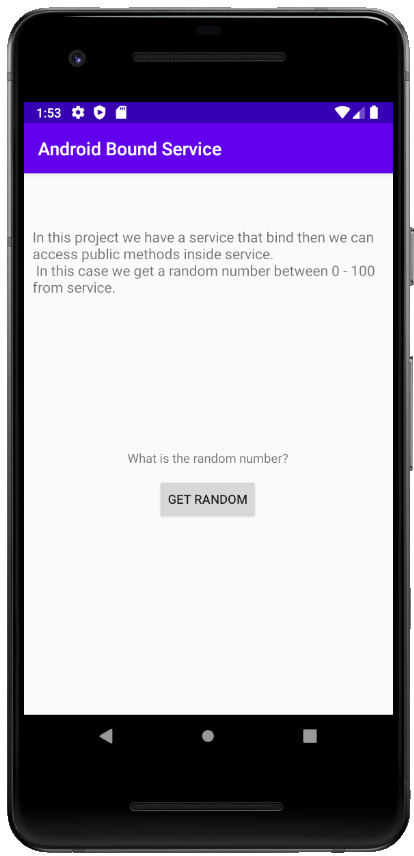 1:53
Android Bound Service
In this project we have a service that bind then we can
access public methods inside service.
In this case we get a random number between 0 - 100
from service.
What is the random number?
GET RANDOM